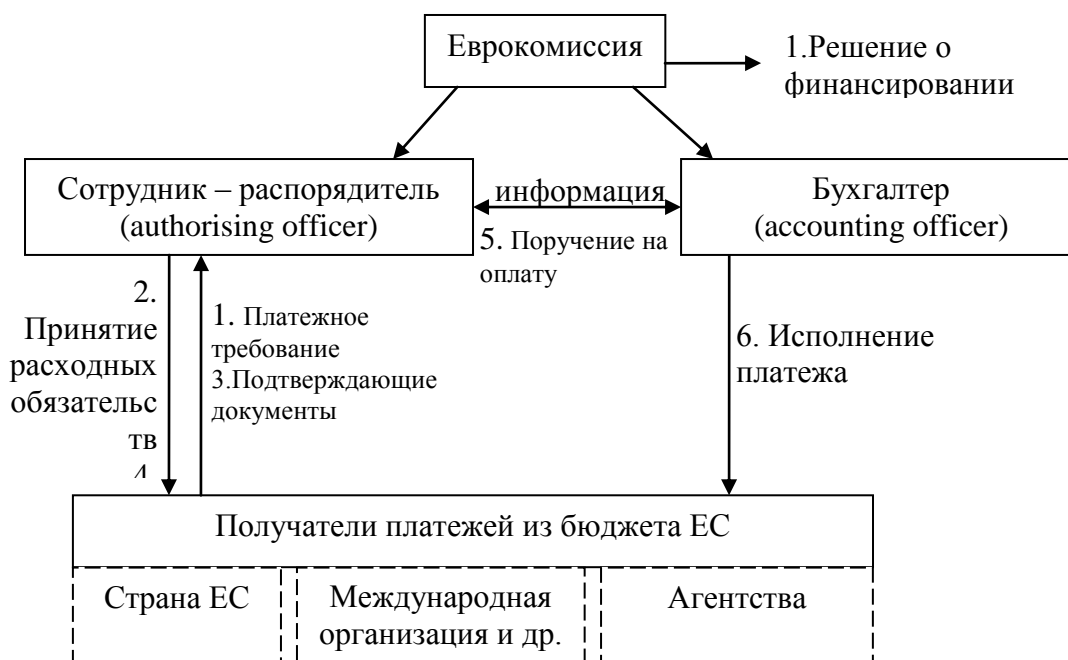 Еврокомиссия
1.Решение о
финансировании
Сотрудник – распорядитель
(authorising officer)
информация
5. Поручение на
оплату
Бухгалтер
(accounting officer)
2.
Принятие
расходных
обязательс
тв
4
1. Платежное
требование
3.Подтверждающие
документы
6. Исполнение
платежа
Получатели платежей из бюджета ЕС
Страна ЕС
Международная
организация и др.
Агентства